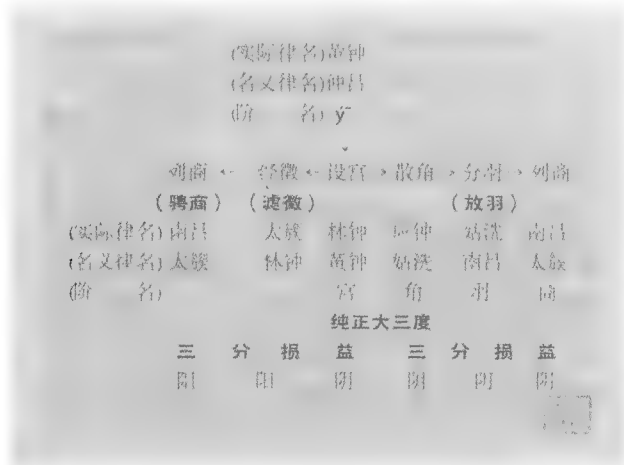 (实际律名)黄钟
(名义律名)仲吕
(阶 名) y
列商 ← 经徵 ← 设宫 → 散角 → 分羽 → 列商
(骋商) (滤徵) (放羽)
(实际律名) 南吕 太簇 林钟 应钟 姑洗 南吕
(名义律名) 太簇 林钟 黄钟 姑洗 南吕 太簇
(阶 名) 宫 角 羽 商
纯正大三度
三 分 损 益 三 分 损 益
阳 阳 阴 阴 阴 阴